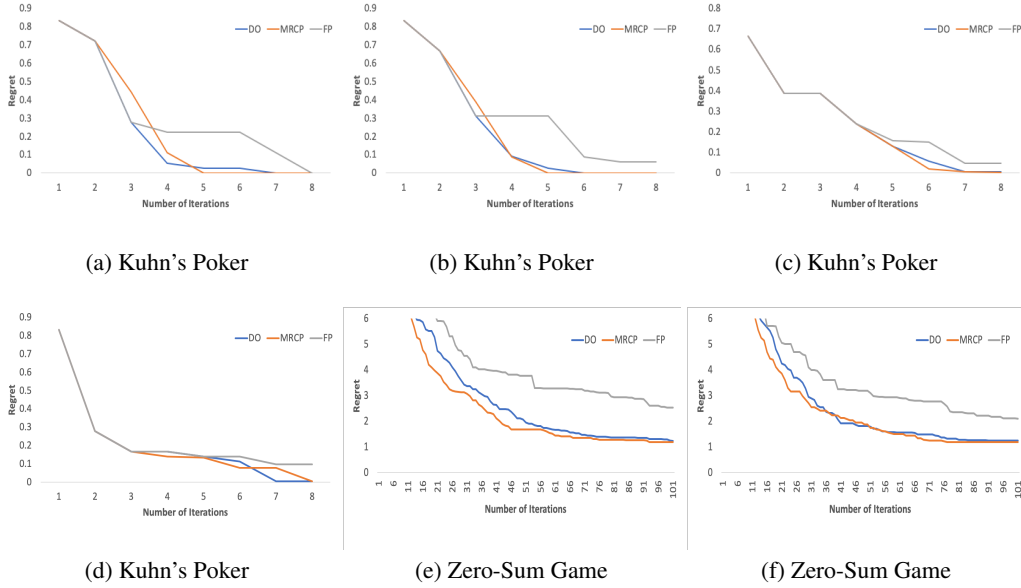 0.9
0.8
0.7
0.6
0.5
0.4
0.3
0.2
0.1
0
Regret
DO MRCP FP
1 2 3 4 5 6 7 8
Number of Iterations
(a) Kuhn's Poker
0.9
0.8
0.7
0.6
0.5
0.4
0.3
0.2
0.1
0
Regret
DO MRCP FP
1 2 3 4 5 6 7 8
Number of Iterations
(b) Kuhn's Poker
0.8
0.7
0.6
0.5
0.4
0.3
0.2
0.1
0
Regret
DO MRCP FP
1 2 3 4 5 6 7 8
Number of Iterations
(c) Kuhn's Poker
0.9
0.8
0.7
0.6
0.5
0.4
0.3
0.2
0.1
0
Regret
DO MRCP FP
1 2 3 4 5 6 7 8
Number of Iterations
(d) Kuhn's Poker
6
5
4
3
2
1
0
Regret
DO MRCP FP
1 6 11 16 21 26 31 36 41 46 51 56 61 66 71 76 81 86 91 96 101
Number of Iterations
(e) Zero-Sum Game
6
5
4
3
2
1
0
Regret
DO MRCP FP
1 6 11 16 21 26 31 36 41 46 51 56 61 66 71 76 81 86 91 96 101
Number of Iterations
(f) Zero-Sum Game